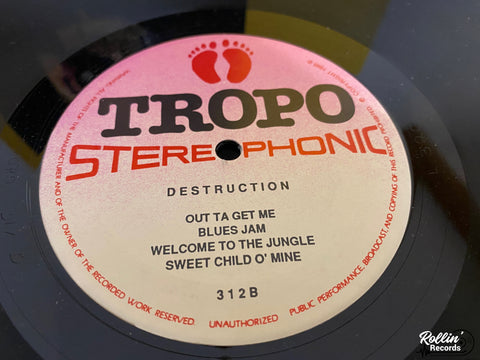 TROPO
STEREOPHONIC
DESTRUCTION
OUT TA GET ME
BLUES JAM
WELCOME TO THE JUNGLE
SWEET CHILD O' MINE
312B
WARNING: ALL RIGHTS OF THE MANUFACTURER AND OF THE OWNER OF THE RECORDED WORK RESERVED. UNAUTHORIZED PUBLIC PERFORMANCE, BROADCAST, AND COPYING OF THIS RECORD PROHIBITED
Rollin'
Records